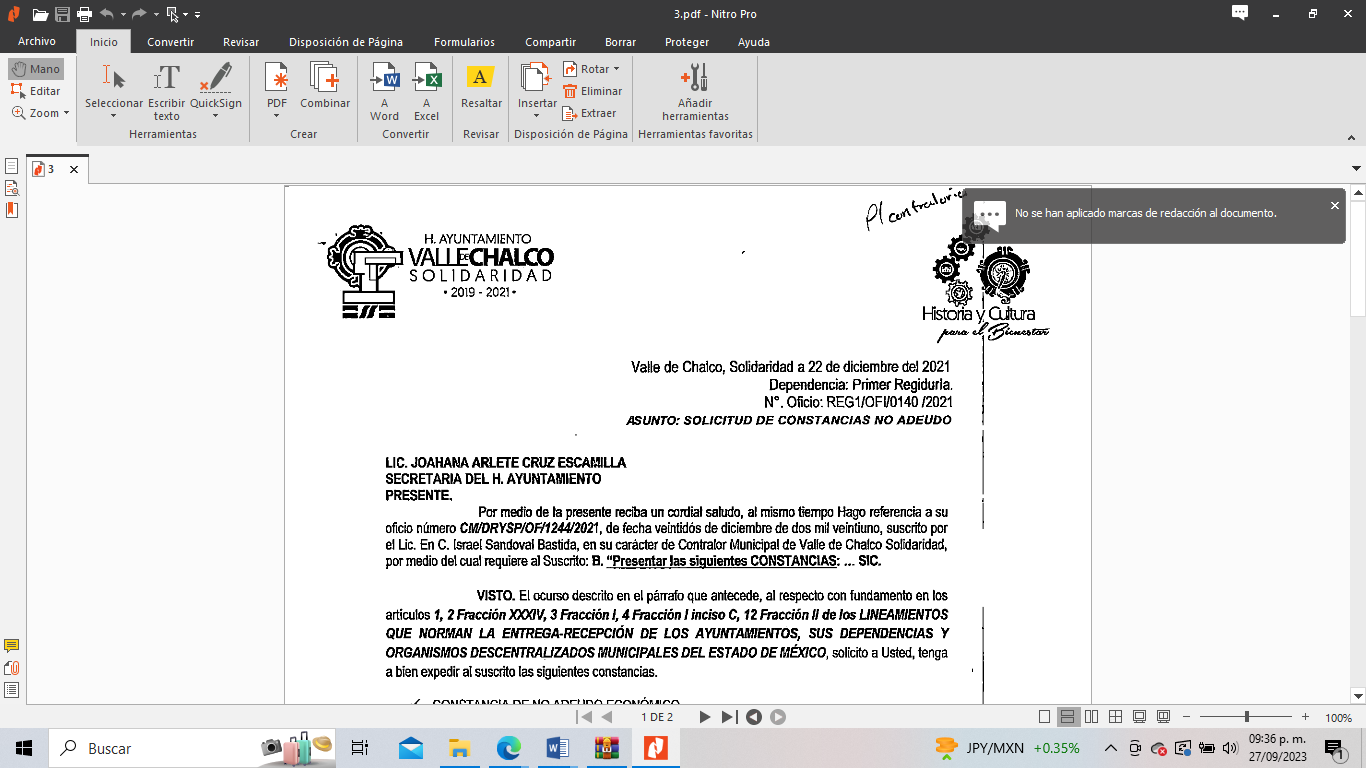 3.pdf - Nitro Pro
Archivo Inicio Convertir Revisar Disposición de Página Formularios Compartir Borrar Proteger Ayuda
Mano
Editar
Zoom
Seleccionar
Escribir texto
QuickSign
Herramientas
PDF
Combinar
Crear
A Word
A Excel
Convertir
Resaltar
Revisar
Insertar
Rotar
Eliminar
Extraer
Disposición de Página
Añadir herramientas
Herramientas favoritas
3
No se han aplicado marcas de redacción al documento.
H. AYUNTAMIENTO
VALLE DE CHALCO
SOLIDARIDAD
• 2019 - 2021 •
Historia y Cultura
para el Bienestar
Valle de Chalco, Solidaridad a 22 de diciembre del 2021
Dependencia: Primer Regiduría.
N°. Oficio: REG1/OFI/0140 /2021
ASUNTO: SOLICITUD DE CONSTANCIAS NO ADEUDO
LIC. JOAHANA ARLETE CRUZ ESCAMILLA
SECRETARIA DEL H. AYUNTAMIENTO
PRESENTE.
Por medio de la presente reciba un cordial saludo, al mismo tiempo Hago referencia a su
oficio número CM/DRYSP/OF/1244/2021, de fecha veintidós de diciembre de dos mil veintiuno, suscrito por
el Lic. En C. Israel Sandoval Bastida, en su carácter de Contralor Municipal de Valle de Chalco Solidaridad,
por medio del cual requiere al Suscrito: B. “Presentar las siguientes CONSTANCIAS: ... SIC.
VISTO. El ocurso descrito en el párrafo que antecede, al respecto con fundamento en los
artículos 1, 2 Fracción XXXIV, 3 Fracción I, 4 Fracción I inciso C, 12 Fracción II de los LINEAMIENTOS
QUE NORMAN LA ENTREGA-RECEPCIÓN DE LOS AYUNTAMIENTOS, SUS DEPENDENCIAS Y
ORGANISMOS DESCENTRALIZADOS MUNICIPALES DEL ESTADO DE MÉXICO, solicito a Usted, tenga
a bien expedir al suscrito las siguientes constancias.
✓ CONSTANCIA DE NO ADEUDO ECONÓMICO
1 DE 2
100%
Buscar
JPY/MXN +0.35%
09:36 p. m.
27/09/2023
1